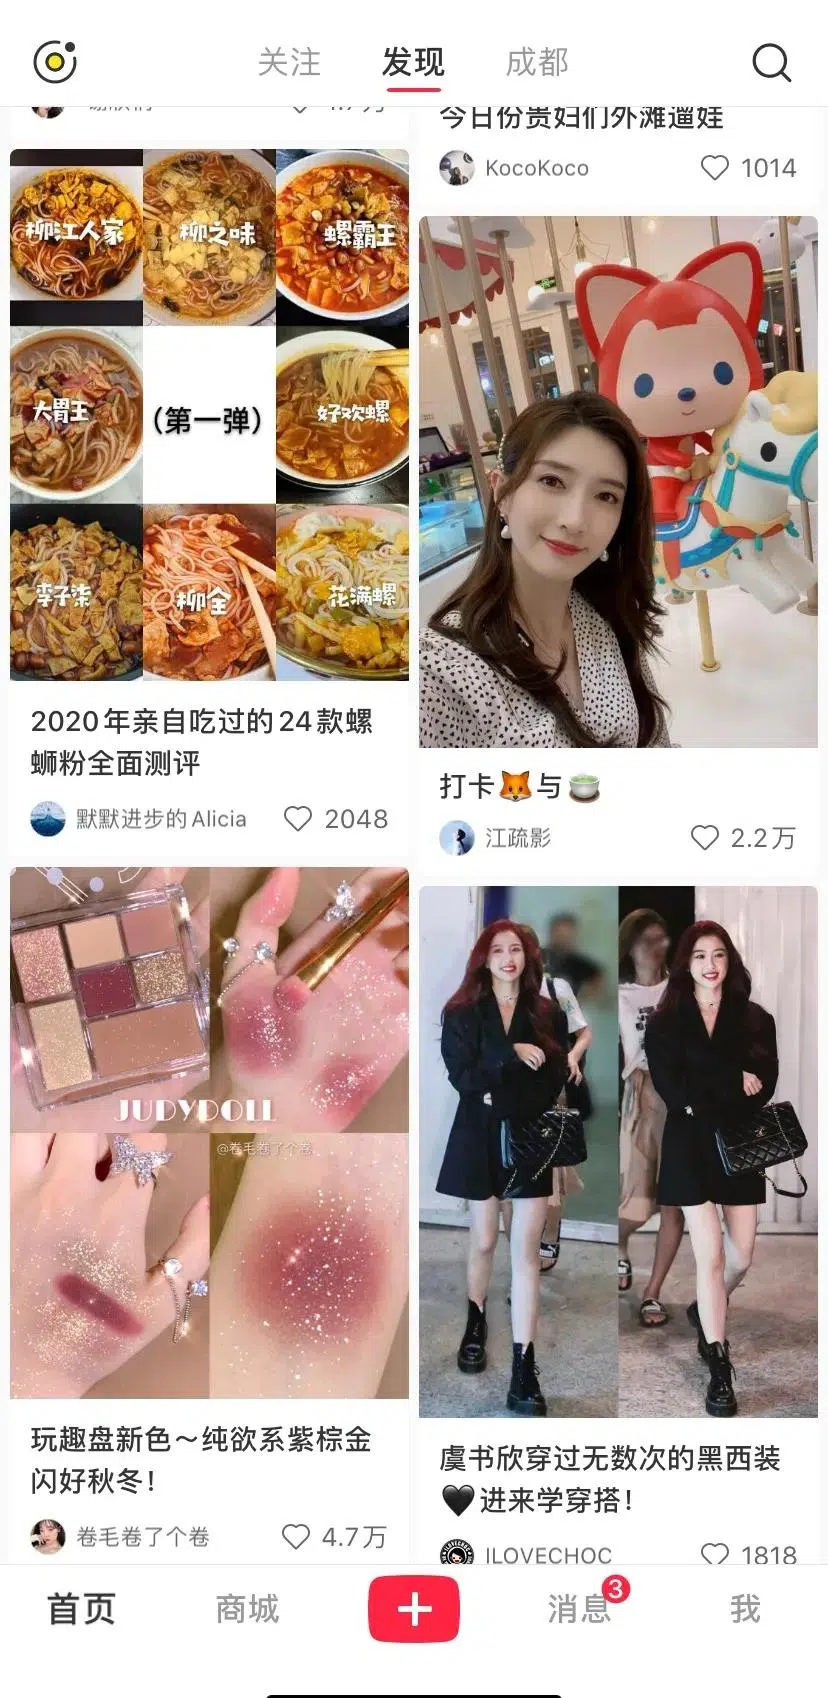 关注
发现
成都
今日份贵妇们外滩遛娃
KocoKoco
1014
柳江人家
柳之味
螺霸王
大胃王
（第一弹）
好欢螺
李子柒
柳全
花满螺
2020年亲自吃过的24款螺
蛳粉全面测评
默默进步的Alicia
2048
打卡🦊与🍵
江疏影
2.2万
JUDYDOLL
@卷毛卷了个卷
玩趣盘新色～纯欲系紫棕金
闪好秋冬！
卷毛卷了个卷
4.7万
虞书欣穿过无数次的黑西装
🖤进来学穿搭！
ILOVECHOC
1818
首页
商城
消息
3
我